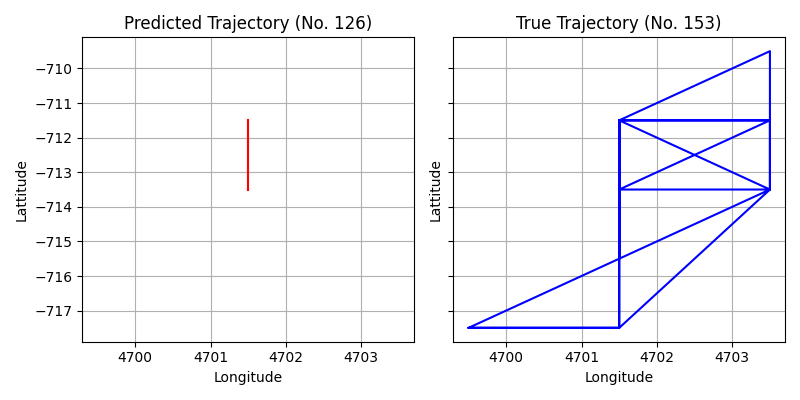 Predicted Trajectory (No. 126)
Lattitude
−710
−711
−712
−713
−714
−715
−716
−717
4700 4701 4702 4703
Longitude
True Trajectory (No. 153)
Lattitude
4700 4701 4702 4703
Longitude